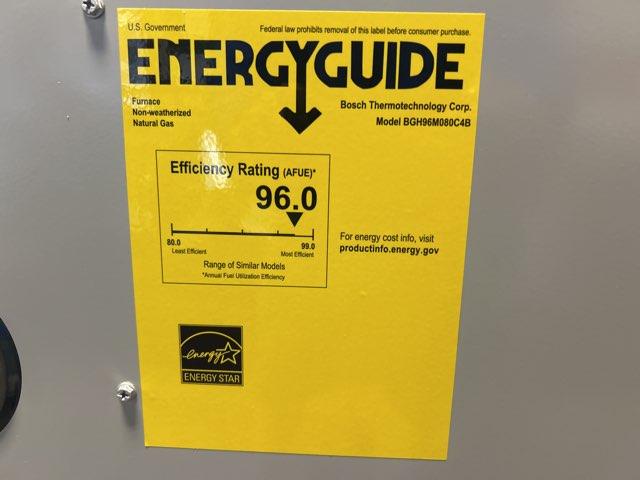 U.S. Government
Federal law prohibits removal of this label before consumer purchase.
ENERGYGUIDE
Furnace
Non-weatherized
Natural Gas
Bosch Thermotechnology Corp.
Model BGH96M080C4B
Efficiency Rating (AFUE)*
96.0
80.0
Least Efficient
99.0
Most Efficient
Range of Similar Models
*Annual Fuel Utilization Efficiency
For energy cost info, visit
productinfo.energy.gov
energy
ENERGY STAR